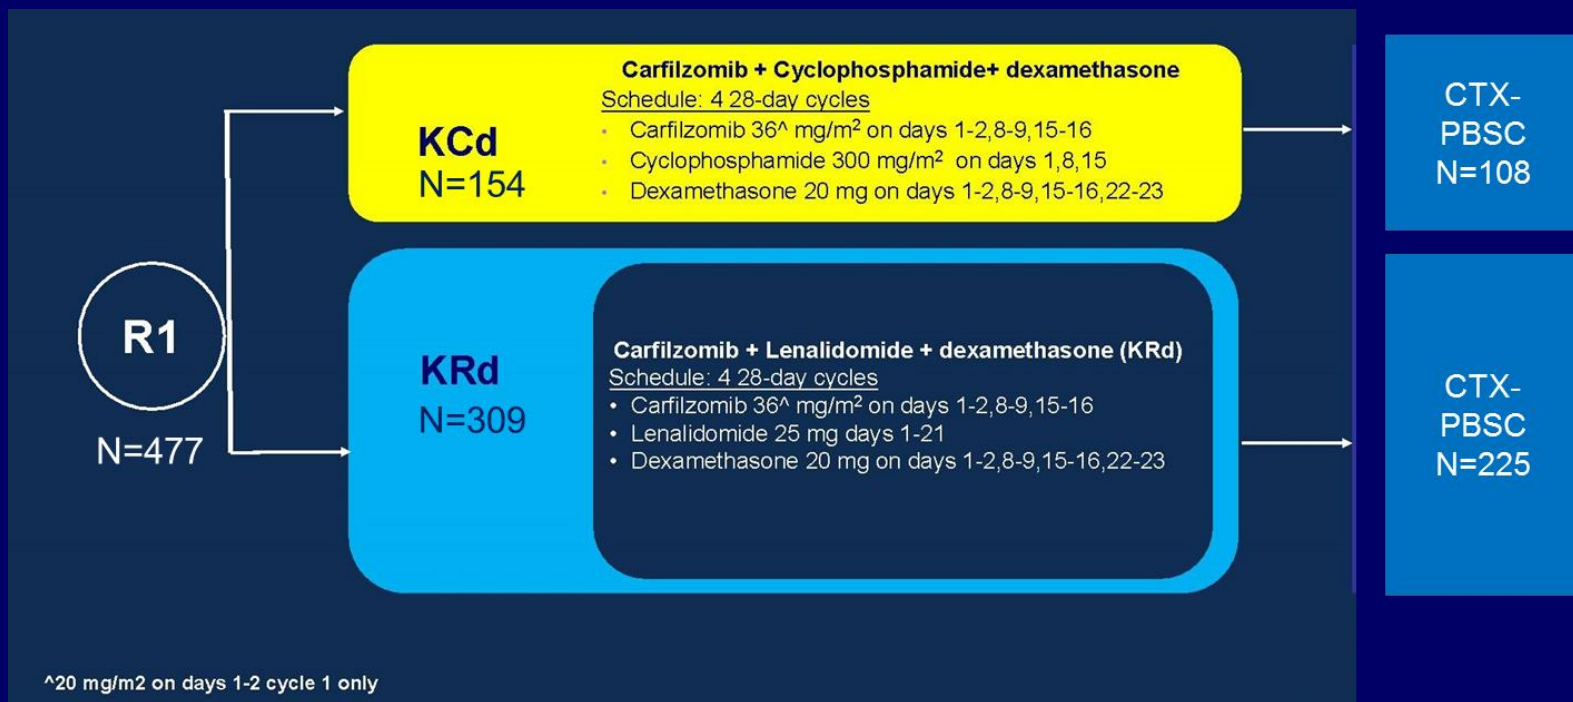 R1
N=477
KCd
N=154
Carfilzomib + Cyclophosphamide+ dexamethasone
Schedule: 4 28-day cycles
• Carfilzomib 36^ mg/m² on days 1-2,8-9,15-16
• Cyclophosphamide 300 mg/m² on days 1,8,15
• Dexamethasone 20 mg on days 1-2,8-9,15-16,22-23
CTX-
PBSC
N=108
KRd
N=309
Carfilzomib + Lenalidomide + dexamethasone (KRd)
Schedule: 4 28-day cycles
• Carfilzomib 36^ mg/m² on days 1-2,8-9,15-16
• Lenalidomide 25 mg days 1-21
• Dexamethasone 20 mg on days 1-2,8-9,15-16,22-23
CTX-
PBSC
N=225
^20 mg/m2 on days 1-2 cycle 1 only